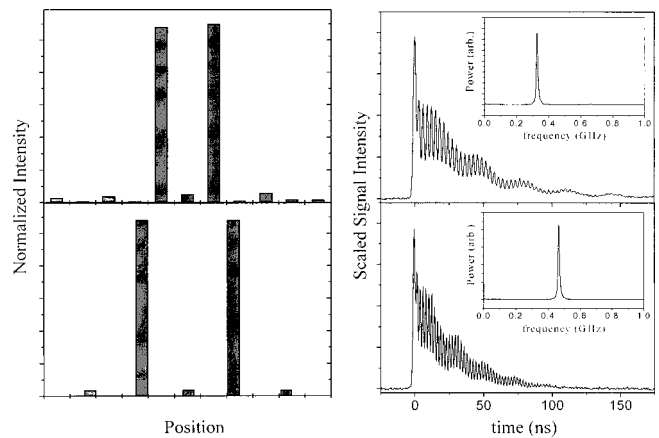 Normalized Intensity
Position
Scaled Signal Intensity
Power (arb.)
0.0 0.2 0.4 0.6 0.8 1.0
frequency (GHz)
Power (arb.)
0.0 0.2 0.4 0.6 0.8 1.0
frequency (GHz)
0 50 100 150
time (ns)